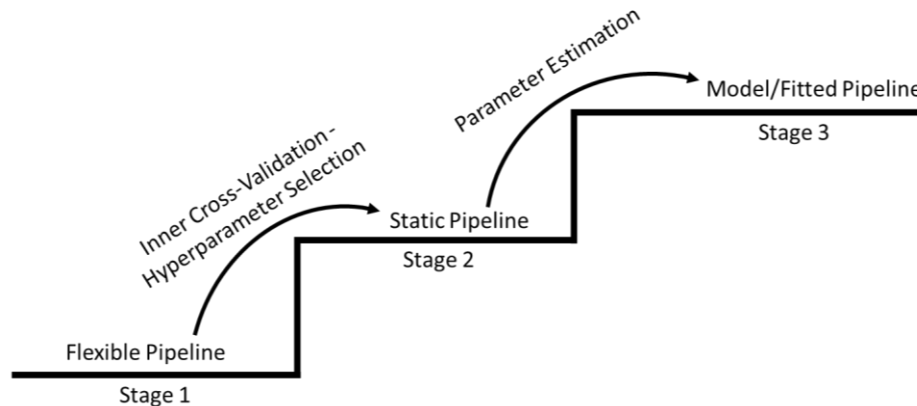 Parameter Estimation
Model/Fitted Pipeline
Stage 3
Inner Cross-Validation -
Hyperparameter Selection
Static Pipeline
Stage 2
Flexible Pipeline
Stage 1